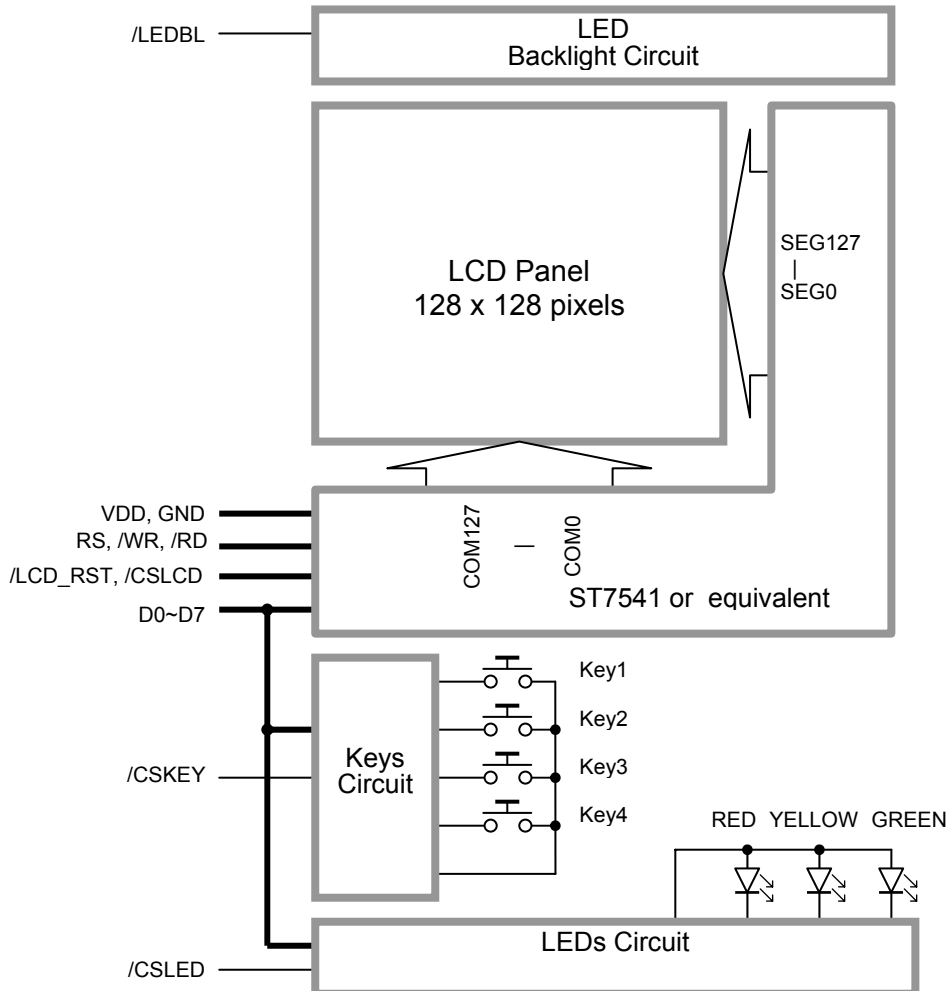 /LEDBL
LED
Backlight Circuit
LCD Panel
128 x 128 pixels
SEG127
|
SEG0
VDD, GND
RS, /WR, /RD
/LCD_RST, /CSLCD
D0~D7
COM127 | COM0
ST7541 or equivalent
Key1
Key2
Key3
Key4
Keys
Circuit
/CSKEY
RED YELLOW GREEN
LEDs Circuit
/CSLED